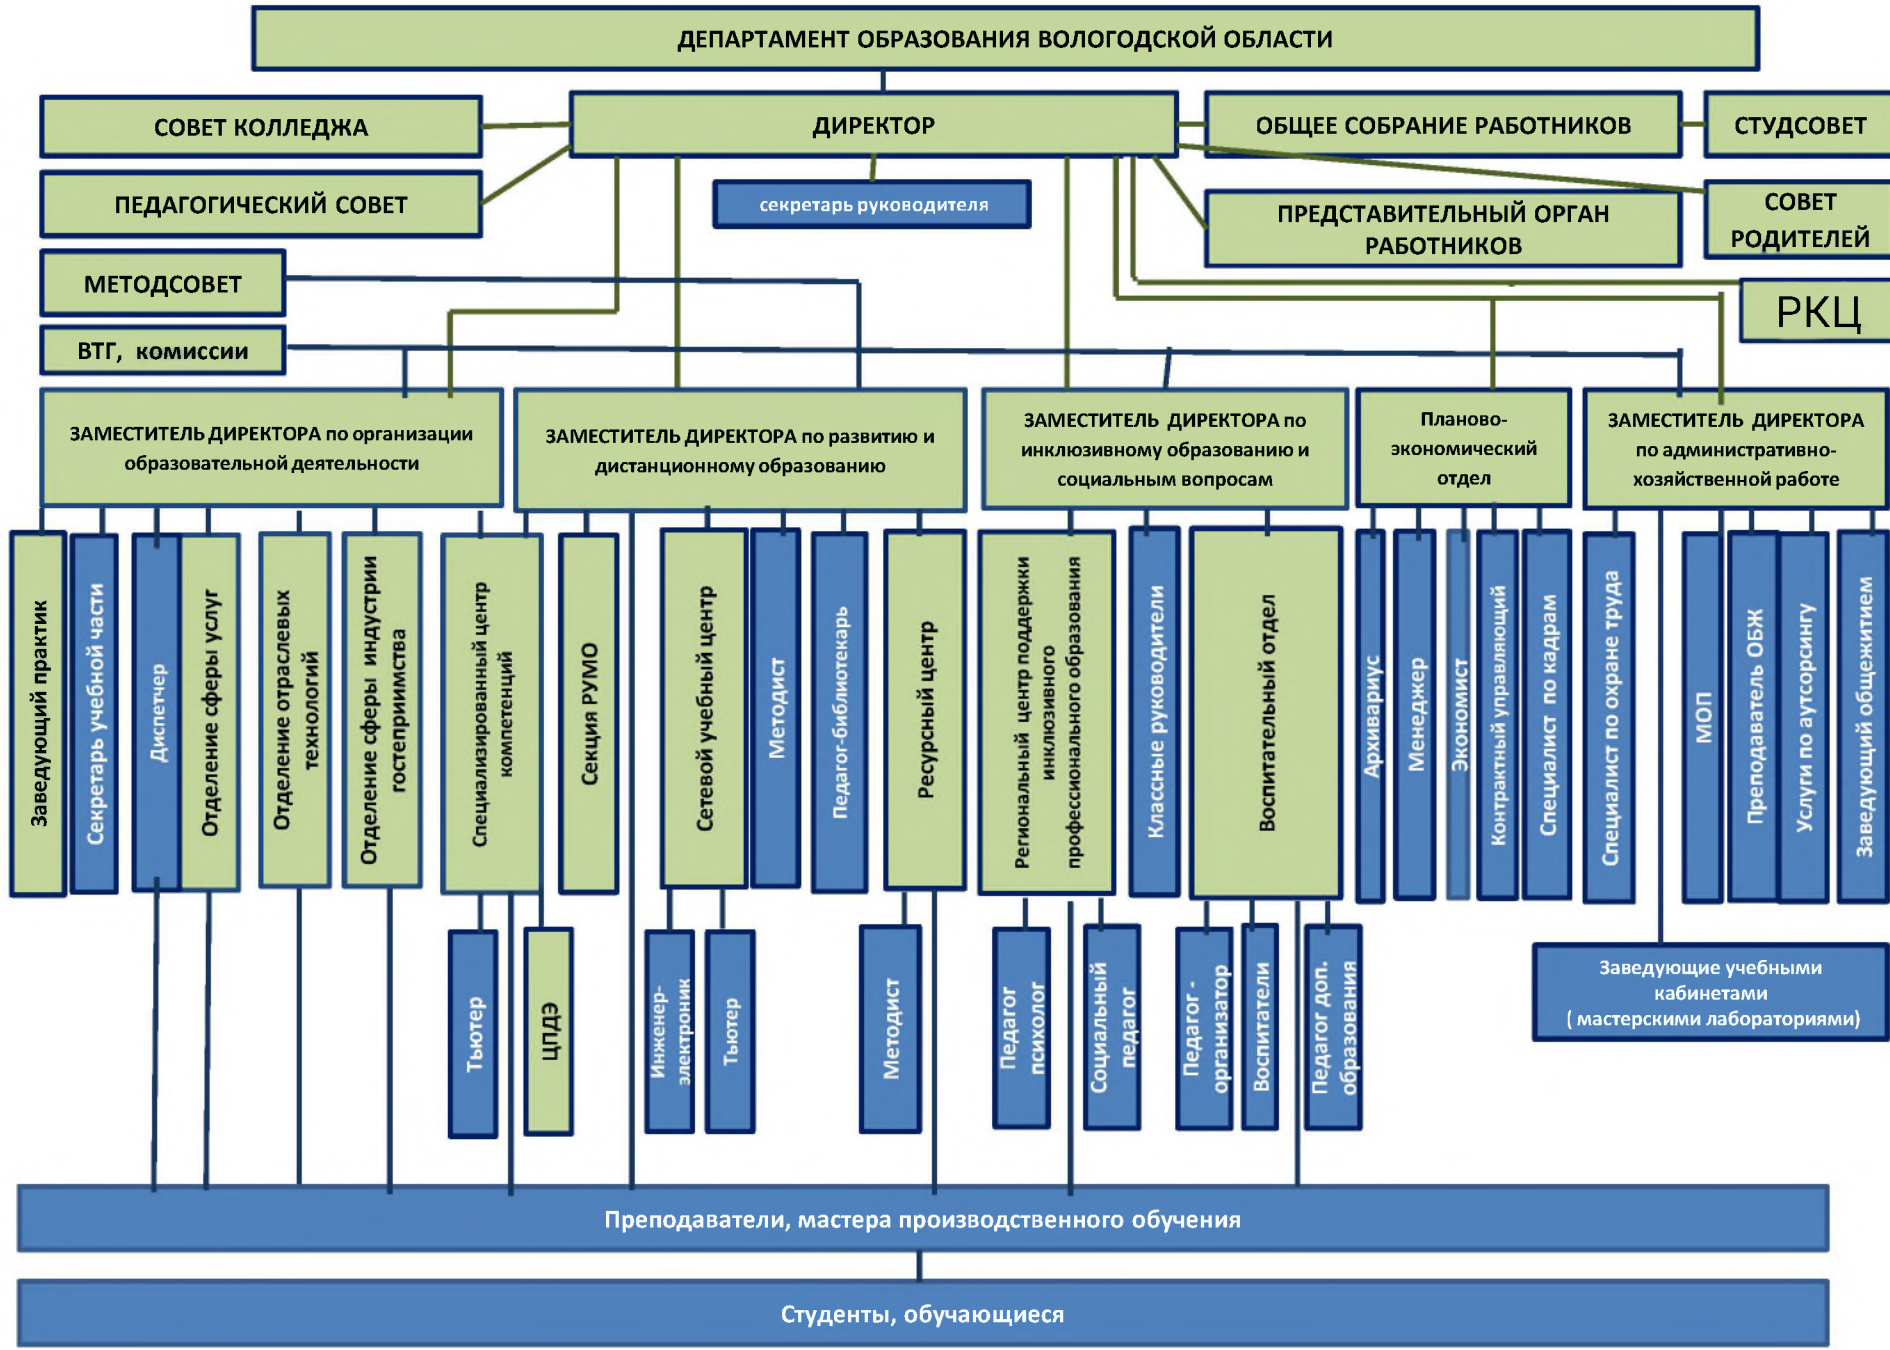 ДЕПАРТАМЕНТ ОБРАЗОВАНИЯ ВОЛОГОДСКОЙ ОБЛАСТИ
СОВЕТ КОЛЛЕДЖА
ДИРЕКТОР
ОБЩЕЕ СОБРАНИЕ РАБОТНИКОВ
СТУДСОВЕТ
ПЕДАГОГИЧЕСКИЙ СОВЕТ
секретарь руководителя
ПРЕДСТАВИТЕЛЬНЫЙ ОРГАН
РАБОТНИКОВ
СОВЕТ
РОДИТЕЛЕЙ
МЕТОДСОВЕТ
РКЦ
ВТГ, комиссии
ЗАМЕСТИТЕЛЬ ДИРЕКТОРА по организации
образовательной деятельности
ЗАМЕСТИТЕЛЬ ДИРЕКТОРА по развитию и
дистанционному образованию
ЗАМЕСТИТЕЛЬ ДИРЕКТОРА по
инклюзивному образованию и
социальным вопросам
Планово-
экономический
отдел
ЗАМЕСТИТЕЛЬ ДИРЕКТОРА
по административно-
хозяйственной работе
Заведующий практик
Секретарь учебной части
Диспетчер
Отделение сферы услуг
Отделение отраслевых
технологий
Отделение сферы индустрии
гостеприимства
Специализированный центр
компетенций
Секция РУМО
Сетевой учебный центр
Методист
Педагог-библиотекарь
Ресурсный центр
Региональный центр поддержки
инклюзивного
профессионального образования
Классные руководители
Воспитательный отдел
Архивариус
Менеджер
Экономист
Контрактный управляющий
Специалист по кадрам
Специалист по охране труда
МОП
Преподаватель ОБЖ
Услуги по аутсорсингу
Заведующий общежитием
Тьютер
ЦПДЭ
Инженер-
электроник
Тьютер
Методист
Педагог
психолог
Социальный
педагог
Педагог -
организатор
Воспитатели
Педагог доп.
образования
Заведующие учебными
кабинетами
( мастерскими лабораториями)
Преподаватели, мастера производственного обучения
Студенты, обучающиеся